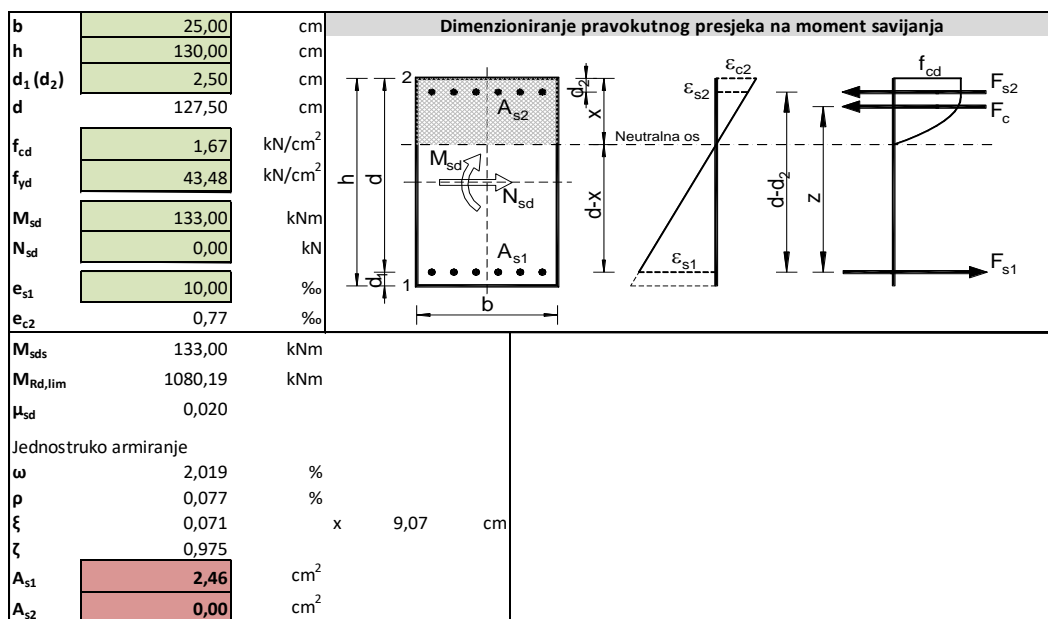 b 25,00 cm
Dimenzioniranje pravokutnog presjeka na moment savijanja
h 130,00 cm
d1 (d2) 2,50 cm
d 127,50 cm
fcd 1,67 kN/cm2
fyd 43,48 kN/cm2
Msd 133,00 kNm
Nsd 0,00 kN
es1 10,00 ‰
ec2 0,77 ‰
2
As2
Msd
Nsd
As1
1
h
d
d1
b
d2
x
Neutralna os
d-x
εc2
εs2
εs1
d-d2
z
fcd
Fs2
Fc
Fs1
Msds 133,00 kNm
MRd,lim 1080,19 kNm
μsd 0,020
Jednostruko armiranje
ω 2,019 %
ρ 0,077 %
ξ 0,071 x 9,07 cm
ζ 0,975
As1 2,46 cm2
As2 0,00 cm2